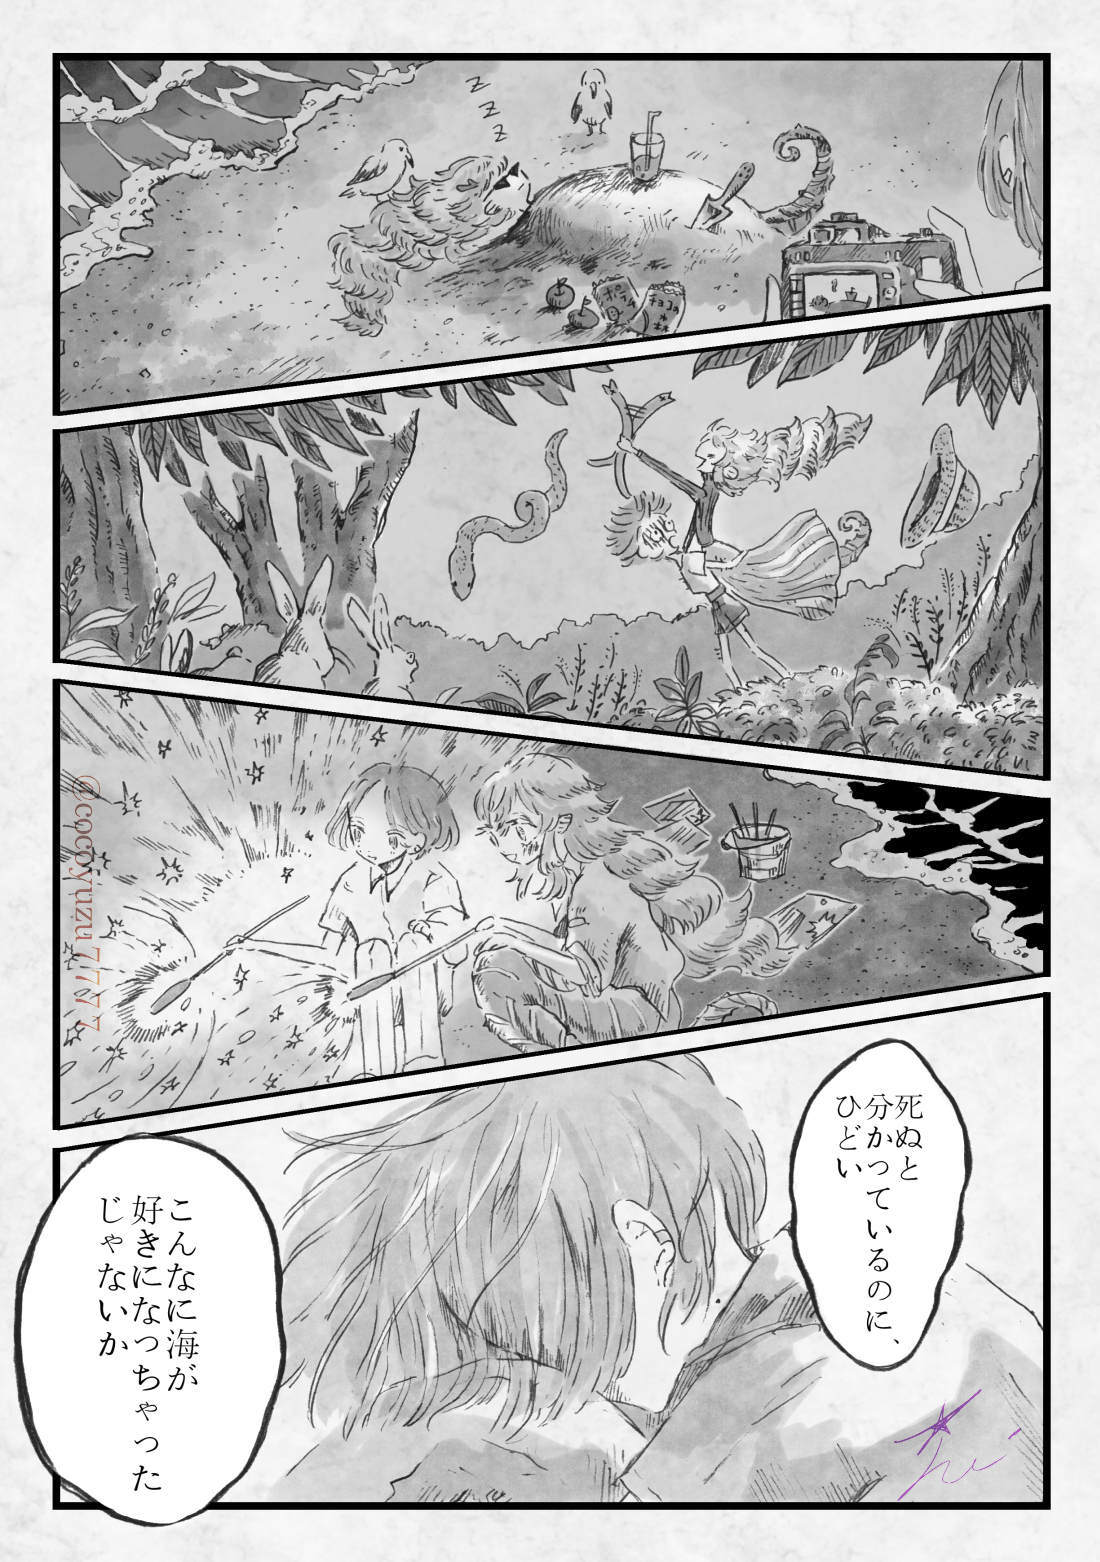 z
z
z
z
死ぬと
分かっているのに、
ひどい
こんなに海が
好きになっちゃった
じゃないか
@cocoyuzu7777